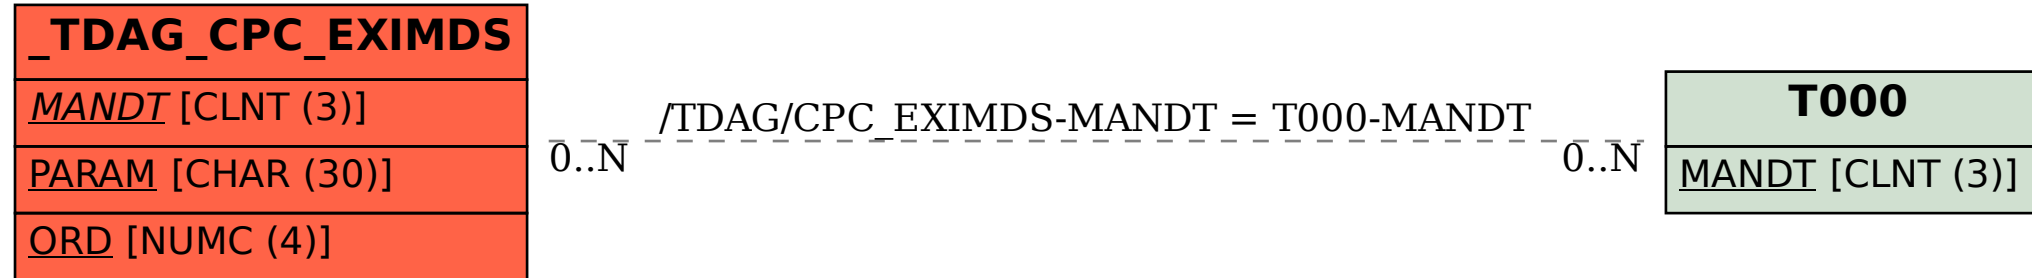 _TDAG_CPC_EXIMDS
MANDT [CLNT (3)]
PARAM [CHAR (30)]
ORD [NUMC (4)]
/TDAG/CPC_EXIMDS-MANDT = T000-MANDT
0..N
0..N
T000
MANDT [CLNT (3)]